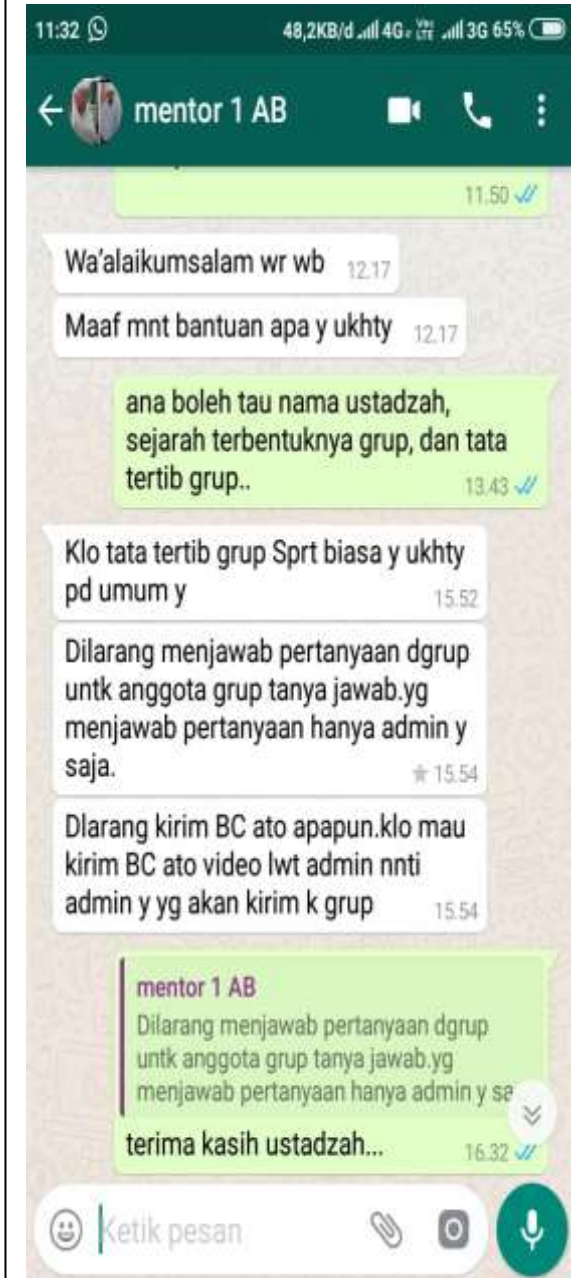 11:32 48,2KB/d 4G+ VoLTE 3G 65%
mentor 1 AB
11.50
Wa'alaikumsalam wr wb 12.17
Maaf mnt bantuan apa y ukhty 12.17
ana boleh tau nama ustadzah,
sejarah terbentuknya grup, dan tata
tertib grup.. 13.43
Klo tata tertib grup Sprt biasa y ukhty
pd umum y 15.52
Dilarang menjawab pertanyaan dgrup
untk anggota grup tanya jawab.yg
menjawab pertanyaan hanya admin y
saja. 15.54
Dlarang kirim BC ato apapun.klo mau
kirim BC ato video lwt admin nnti
admin y yg akan kirim k grup 15.54
mentor 1 AB
Dilarang menjawab pertanyaan dgrup
untk anggota grup tanya jawab.yg
menjawab pertanyaan hanya admin y sa
terima kasih ustadzah... 16.32
Ketik pesan